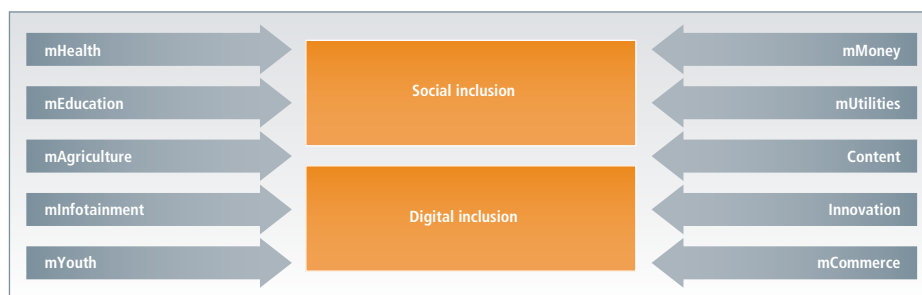 mHealth
mEducation
mAgriculture
mInfotainment
mYouth
Social inclusion
Digital inclusion
mMoney
mUtilities
Content
Innovation
mCommerce